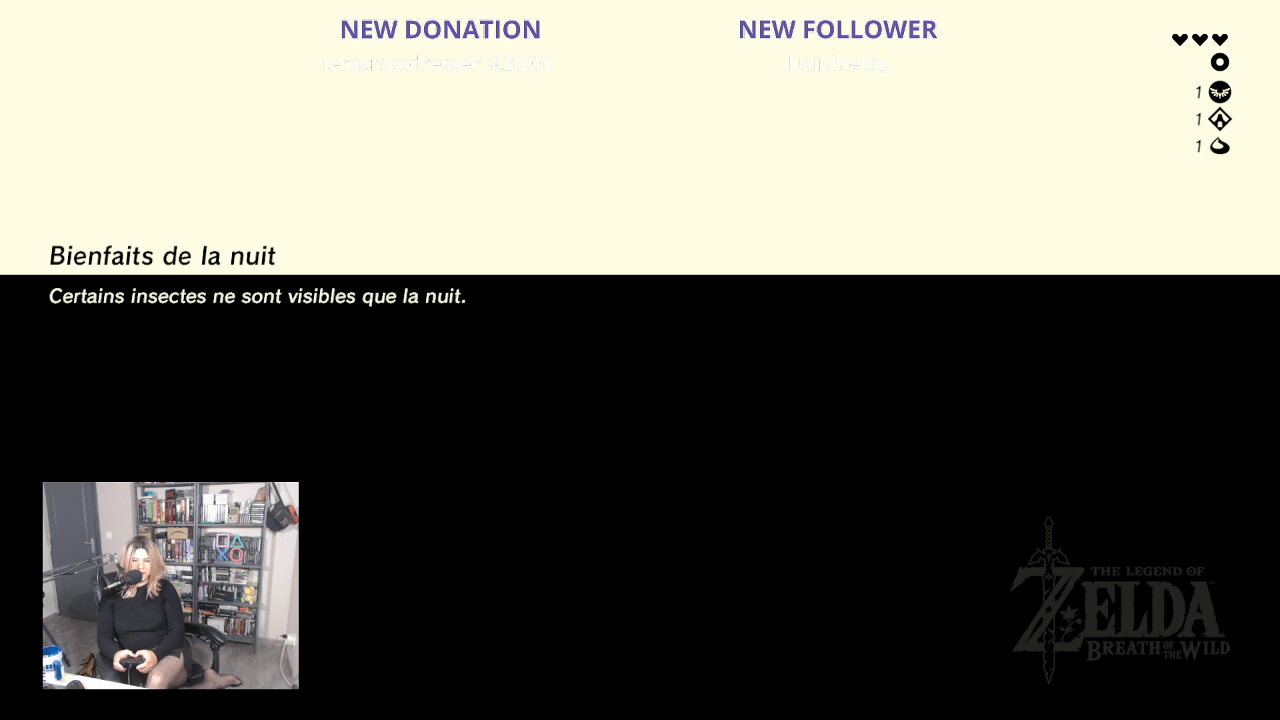 NEW DONATION
NEW FOLLOWER
1
1
1
Bienfaits de la nuit
Certains insectes ne sont visibles que la nuit.
THE LEGEND OF
ZELDA
BREATH OF THE WILD